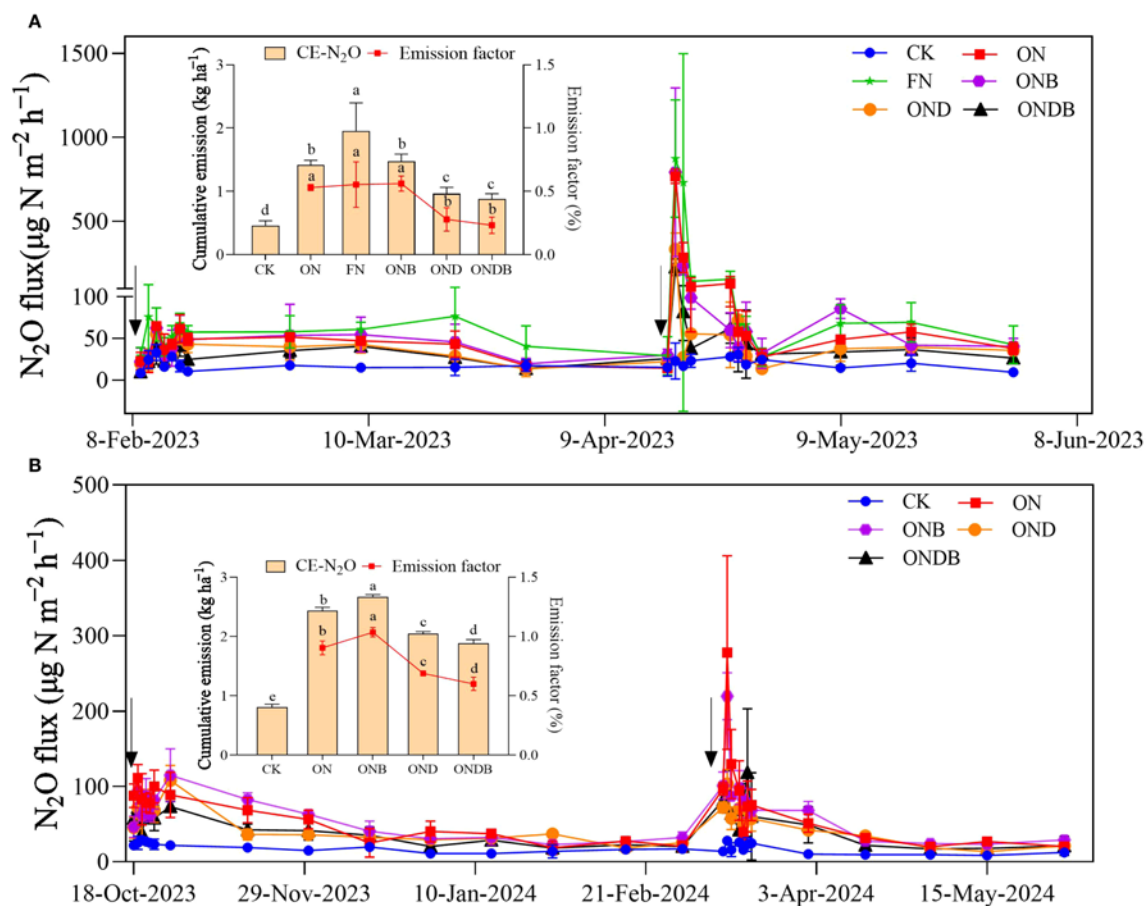 A
N₂O flux(µg N m⁻² h⁻¹)
1500
1000
500
100
50
0
8-Feb-2023 10-Mar-2023 9-Apr-2023 9-May-2023 8-Jun-2023
CK ON
FN ONB
OND ONDB
CE-N₂O Emission factor
Cumulative emission (kg ha⁻¹)
3
2
1
0
Emission factor (%)
1.5
1.0
0.5
0.0
d b a b c c
a a a b b
CK ON FN ONB OND ONDB
B
N₂O flux (µg N m⁻² h⁻¹)
500
400
300
200
100
0
18-Oct-2023 29-Nov-2023 10-Jan-2024 21-Feb-2024 3-Apr-2024 15-May-2024
CK ON
ONB OND
ONDB
CE-N₂O Emission factor
Cumulative emission (kg ha⁻¹)
3
2
1
0
Emission factor (%)
1.5
1.0
0.5
0.0
e b a c d
b a c d
CK ON ONB OND ONDB